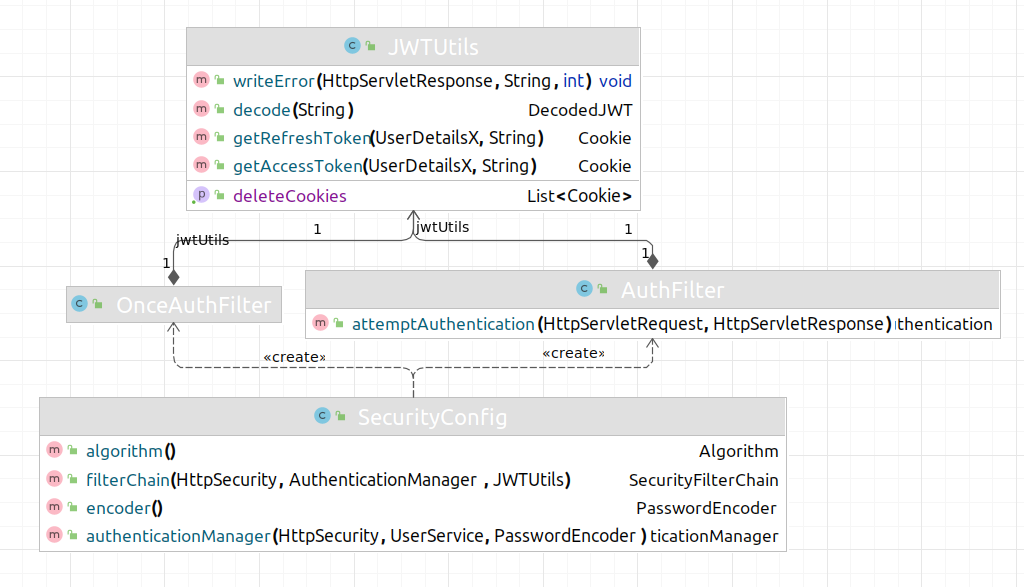 JWTUtils
writeError(HttpServletResponse, String, int) void
decode(String) DecodedJWT
getRefreshToken(UserDetailsX, String) Cookie
getAccessToken(UserDetailsX, String) Cookie
deleteCookies List<Cookie>
jwtUtils 1 jwtUtils 1
1 1
OnceAuthFilter
AuthFilter
attemptAuthentication(HttpServletRequest, HttpServletResponse) thentication
«create» «create»
SecurityConfig
algorithm() Algorithm
filterChain(HttpSecurity, AuthenticationManager, JWTUtils) SecurityFilterChain
encoder() PasswordEncoder
authenticationManager(HttpSecurity, UserService, PasswordEncoder) ticationManager